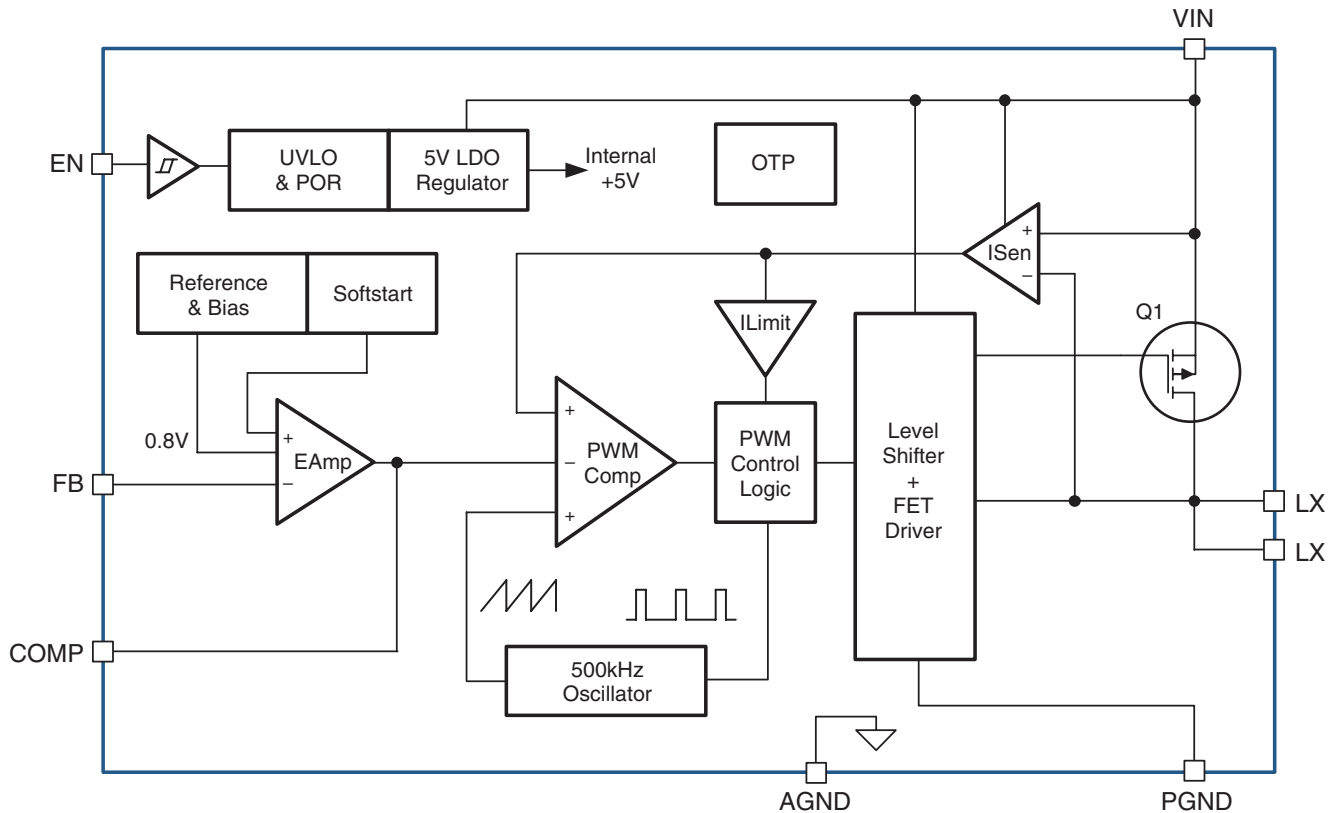 VIN
EN
UVLO
& POR
5V LDO
Regulator
Internal
+5V
OTP
+
ISen
–
Reference
& Bias
Softstart
ILimit
Q1
0.8V
+
EAmp
–
FB
+
–
PWM
Comp
+
PWM
Control
Logic
Level
Shifter
+
FET
Driver
LX
LX
COMP
500kHz
Oscillator
AGND
PGND